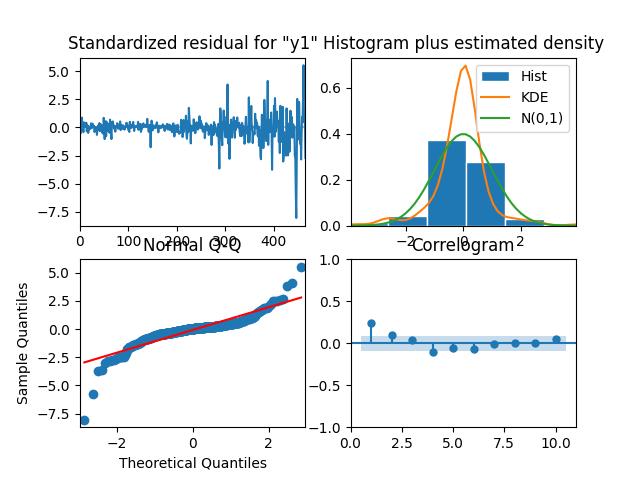 Standardized residual for "y1"
5.0
2.5
0.0
−2.5
−5.0
−7.5
0 100 200 300 400
Histogram plus estimated density
0.6
0.4
0.2
0.0
−2 0 2
Hist
KDE
N(0,1)
Normal Q-Q
Sample Quantiles
5.0
2.5
0.0
−2.5
−5.0
−7.5
−2 0 2
Theoretical Quantiles
Correlogram
1.0
0.5
0.0
−0.5
−1.0
0.0 2.5 5.0 7.5 10.0